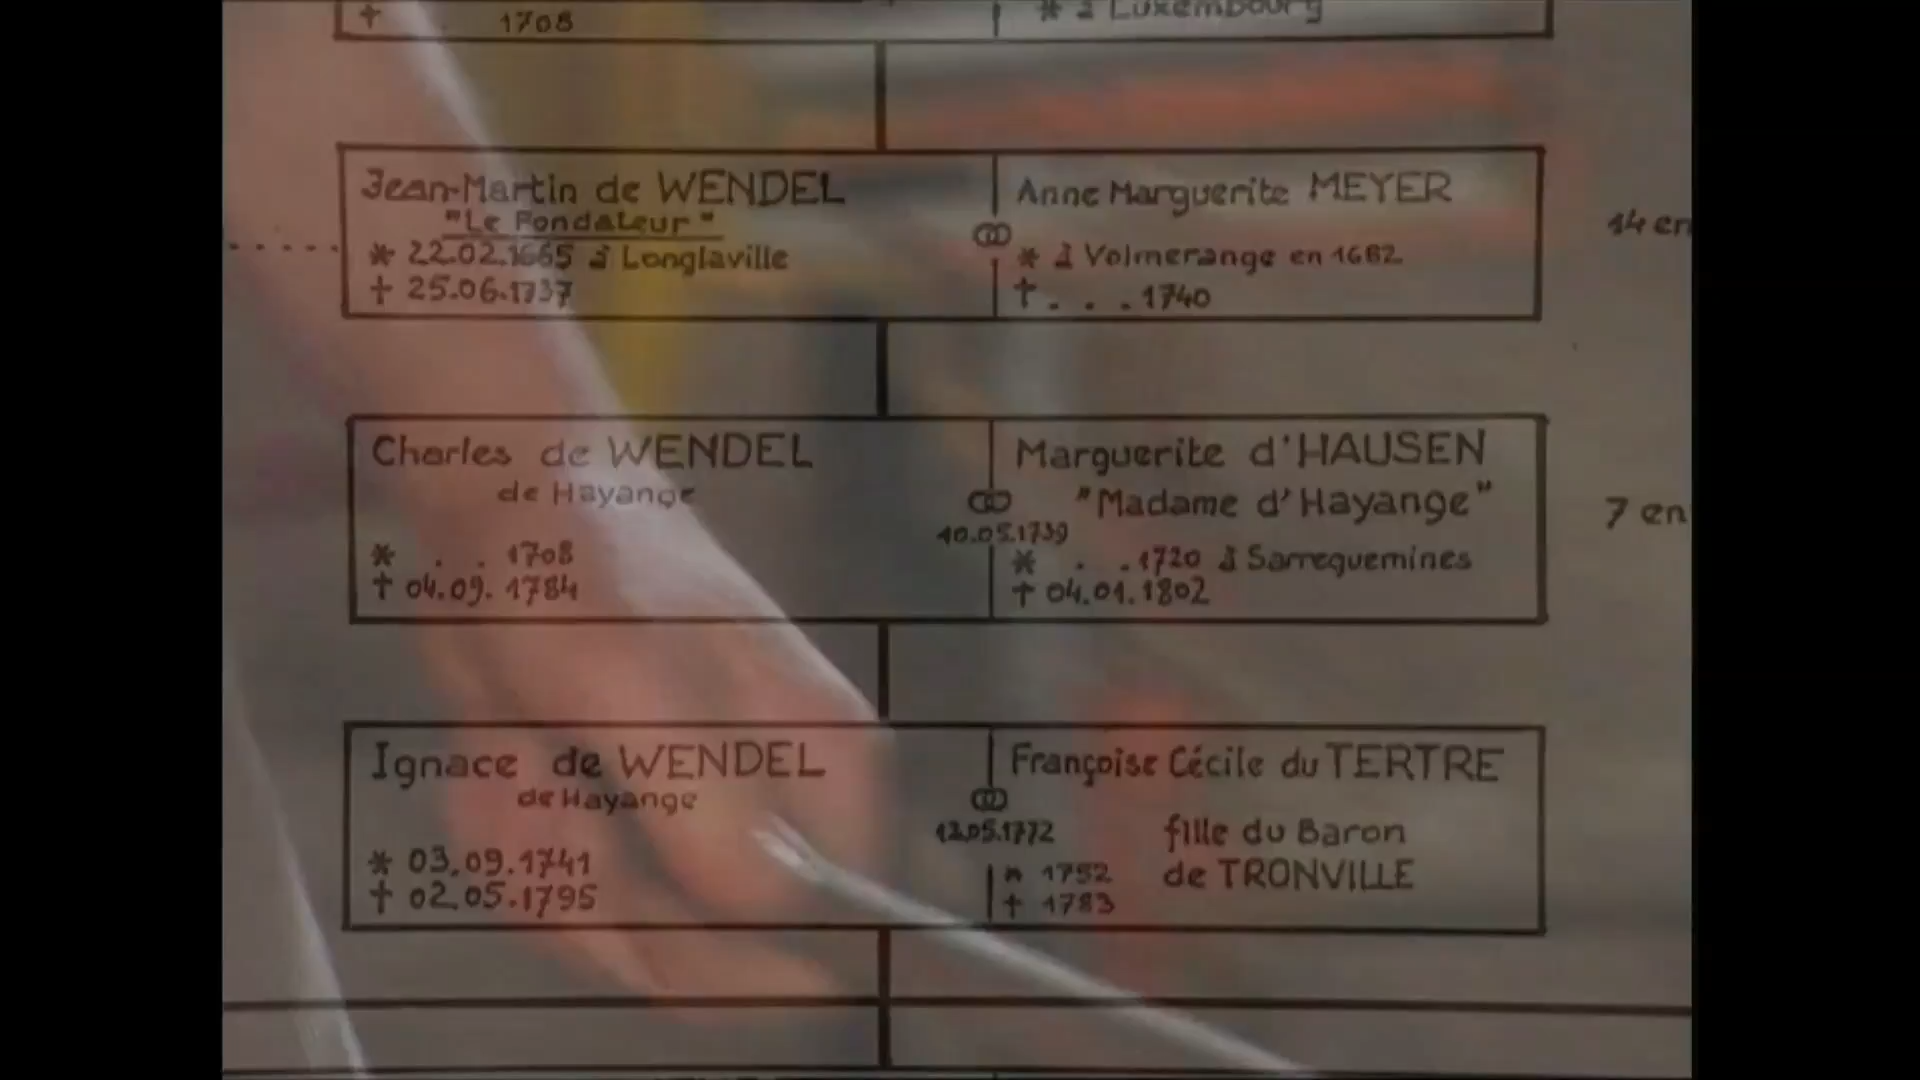 † 1708
* à Luxembourg
Jean-Martin de WENDEL
"Le Fondateur"
* 22.02.1665 à Longlaville
† 25.06.1737
Anne Marguerite MEYER
* à Volmerange en 1682
† . . . 1740
14 en
Charles de WENDEL
de Hayange
* . . 1708
† 04.09.1784
10.05.1739
Marguerite d'HAUSEN
"Madame d'Hayange"
* . . 1720 à Sarreguemines
† 04.01.1802
7 en
Ignace de WENDEL
de Hayange
* 03.09.1741
† 02.05.1795
12.05.1772
Françoise Cécile du TERTRE
fille du Baron
de TRONVILLE
* 1752
† 1783